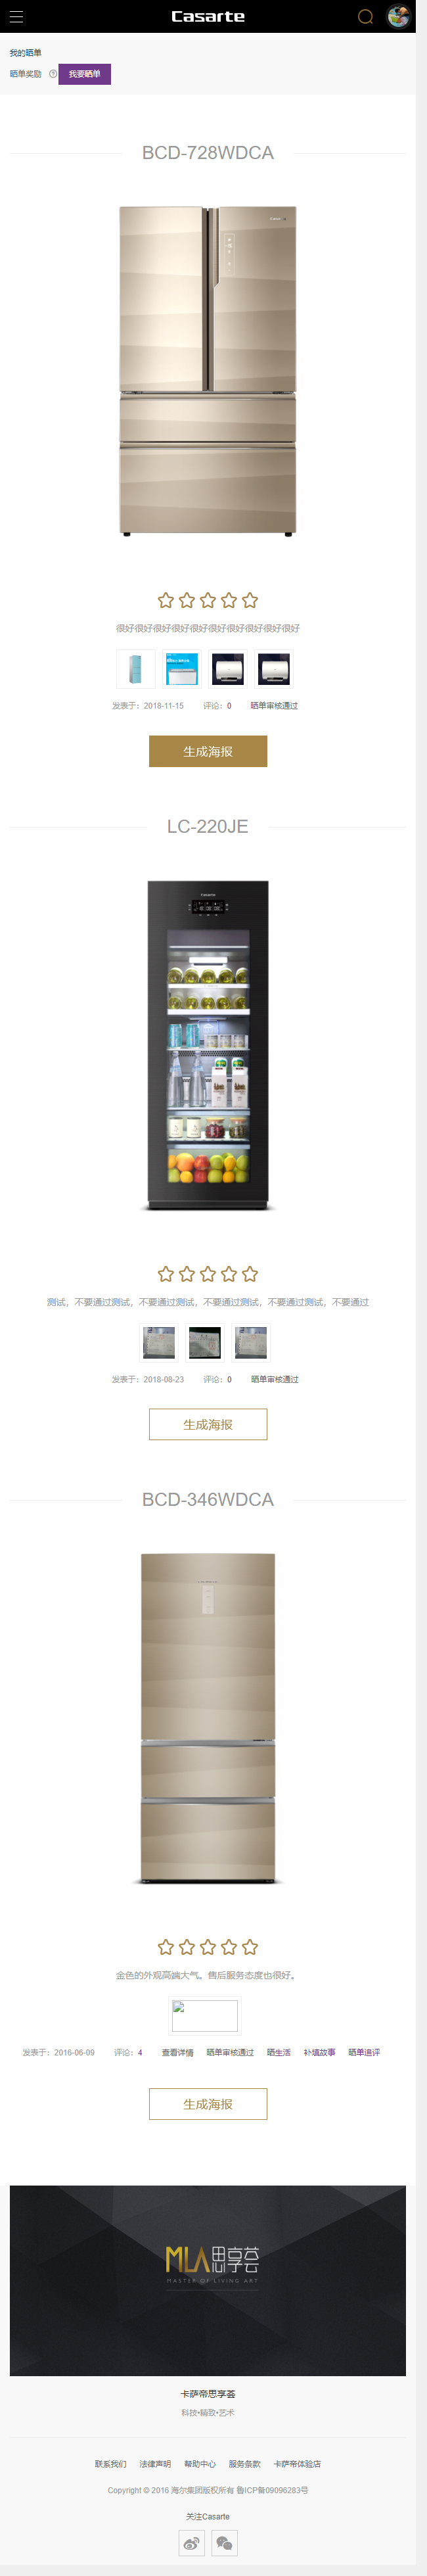 Casarte
我的晒单
晒单奖励 ? 我要晒单
BCD-728WDCA
很好很好很好很好很好很好很好很好很好很好
发表于：2018-11-15 评论：0 晒单审核通过
生成海报
LC-220JE
Casarte
测试，不要通过测试，不要通过测试，不要通过测试，不要通过测试，不要通过
发表于：2018-08-23 评论：0 晒单审核通过
生成海报
BCD-346WDCA
金色的外观高端大气。售后服务态度也很好。
发表于：2016-06-09 评论：4 查看详情 晒单审核通过 晒生活 补填故事 晒单追评
生成海报
MLA思享荟
MASTER OF LIVING ART
卡萨帝思享荟
科技•精致•艺术
联系我们 法律声明 帮助中心 服务条款 卡萨帝体验店
Copyright © 2016 海尔集团版权所有 鲁ICP备09096283号
关注Casarte